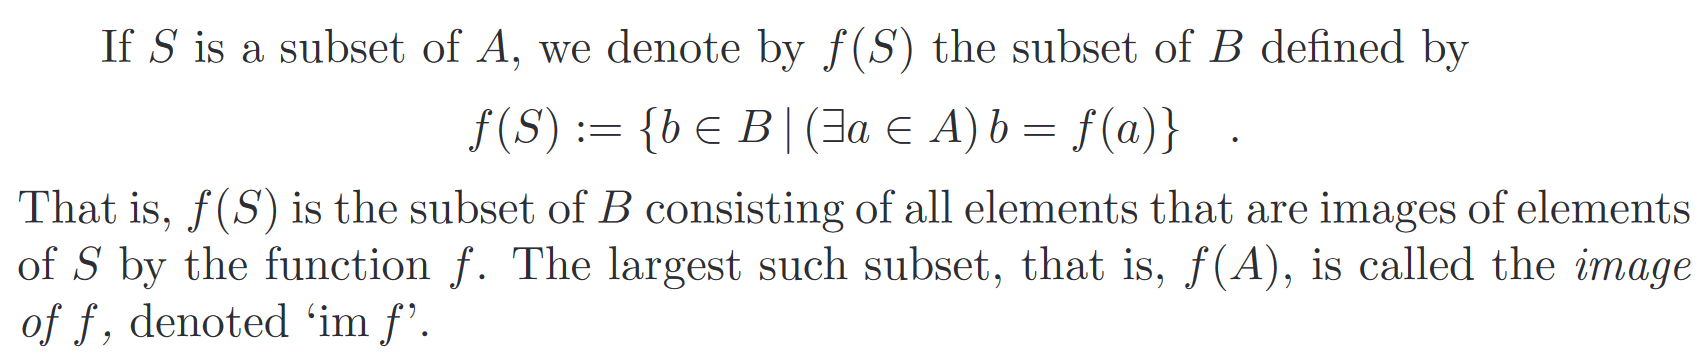 If S is a subset of A, we denote by f(S) the subset of B defined by
f(S) := {b ∈ B | (∃a ∈ A) b = f(a)} .
That is, f(S) is the subset of B consisting of all elements that are images of elements
of S by the function f. The largest such subset, that is, f(A), is called the image
of f, denoted ‘im f’.